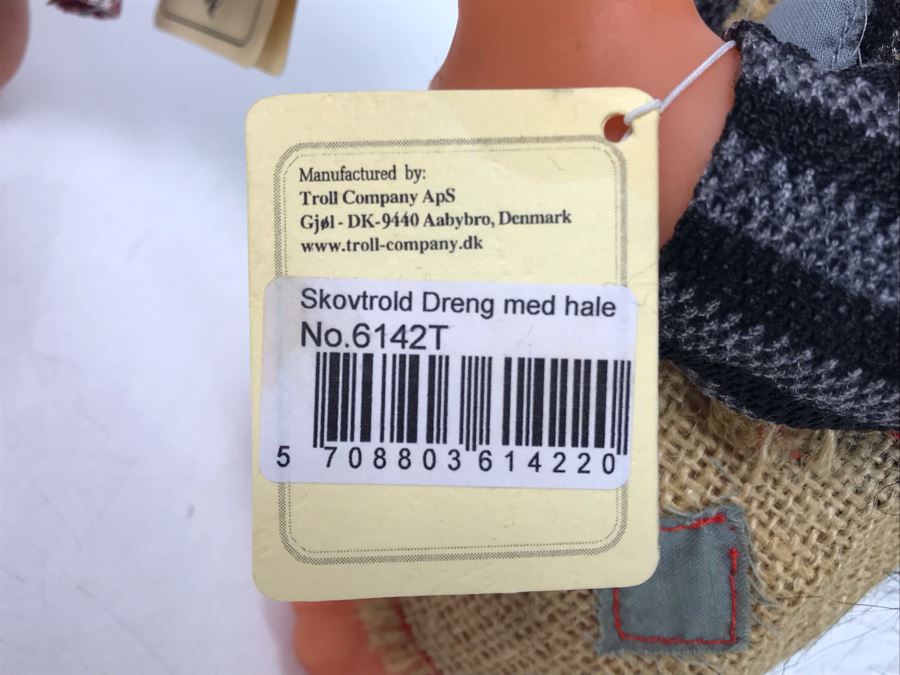 Manufactured by:
Troll Company ApS
Gjøl - DK-9440 Aabybro, Denmark
www.troll-company.dk
Skovtrold Dreng med hale
No.6142T
5 708803 614220